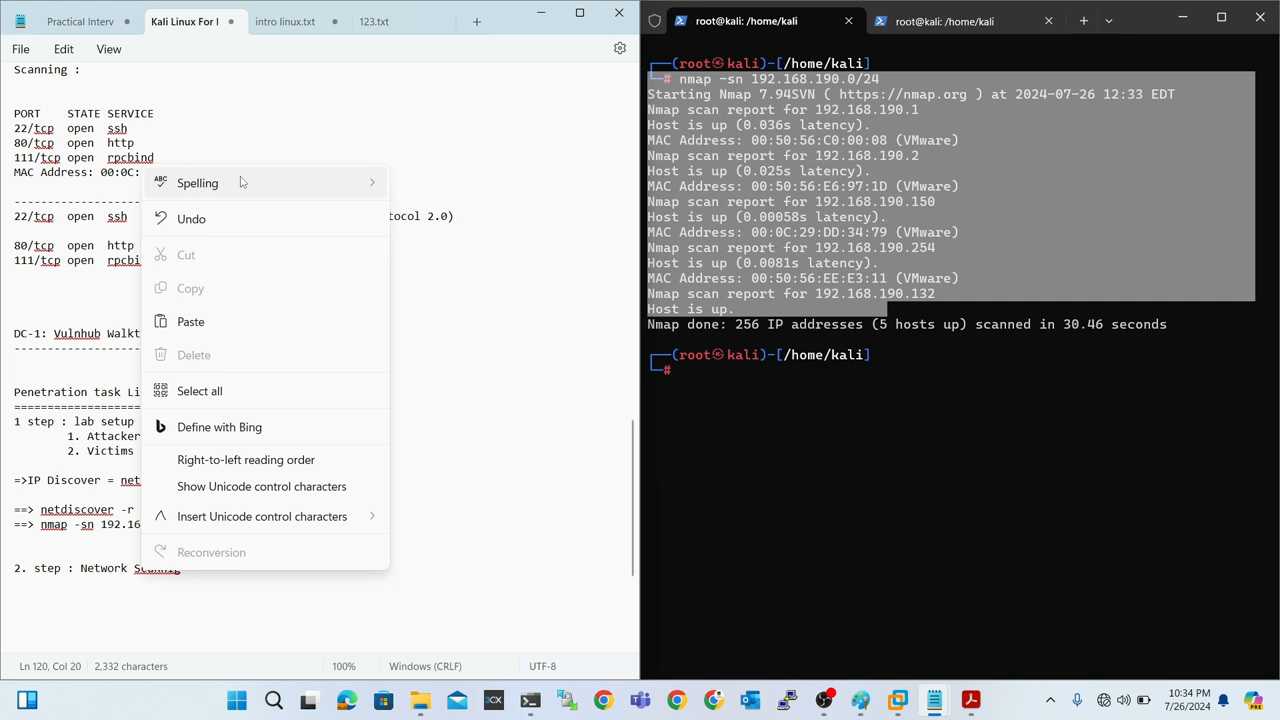 Practical Interv
Kali Linux For I
intro linux.txt
123.txt
File
Edit
View
Scanning :
PORT     STATE SERVICE
22/tcp  open  ssh
80/tcp  open  http
111/tcp  open  rpcbind
MAC Address: 00:0C:
22/tcp  open  ssh
tocol 2.0)
80/tcp  open  http
111/tcp  open  rpcbi
DC-1: Vulnhub Walkt
Penetration task Li
1 step : lab setup
1. Attacker
2. Victims
=>IP Discover = net
==> netdiscover -r
==> nmap -sn 192.16
2. step : Network Scannig
Spelling
Undo
Cut
Copy
Paste
Delete
Select all
Define with Bing
Right-to-left reading order
Show Unicode control characters
Insert Unicode control characters
Reconversion
Ln 120, Col 20
2,332 characters
100%
Windows (CRLF)
UTF-8
root@kali: /home/kali
root@kali: /home/kali
(root㉿kali)-[/home/kali]
# nmap -sn 192.168.190.0/24
Starting Nmap 7.94SVN ( https://nmap.org ) at 2024-07-26 12:33 EDT
Nmap scan report for 192.168.190.1
Host is up (0.036s latency).
MAC Address: 00:50:56:C0:00:08 (VMware)
Nmap scan report for 192.168.190.2
Host is up (0.025s latency).
MAC Address: 00:50:56:E6:97:1D (VMware)
Nmap scan report for 192.168.190.150
Host is up (0.00058s latency).
MAC Address: 00:0C:29:DD:34:79 (VMware)
Nmap scan report for 192.168.190.254
Host is up (0.0081s latency).
MAC Address: 00:50:56:EE:E3:11 (VMware)
Nmap scan report for 192.168.190.132
Host is up.
Nmap done: 256 IP addresses (5 hosts up) scanned in 30.46 seconds
(root㉿kali)-[/home/kali]
#
3CX
10:34 PM
7/26/2024
PRE